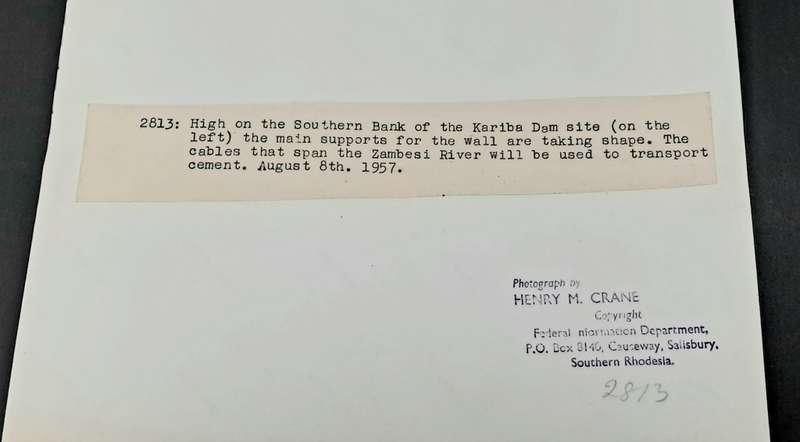 2813: High on the Southern Bank of the Kariba Dam site (on the
left) the main supports for the wall are taking shape. The
cables that span the Zambesi River will be used to transport
cement. August 8th. 1957.
Photograph by
HENRY M. CRANE
Copyright
Federal Information Department,
P.O. Box 8140, Causeway, Salisbury,
Southern Rhodesia.
2813